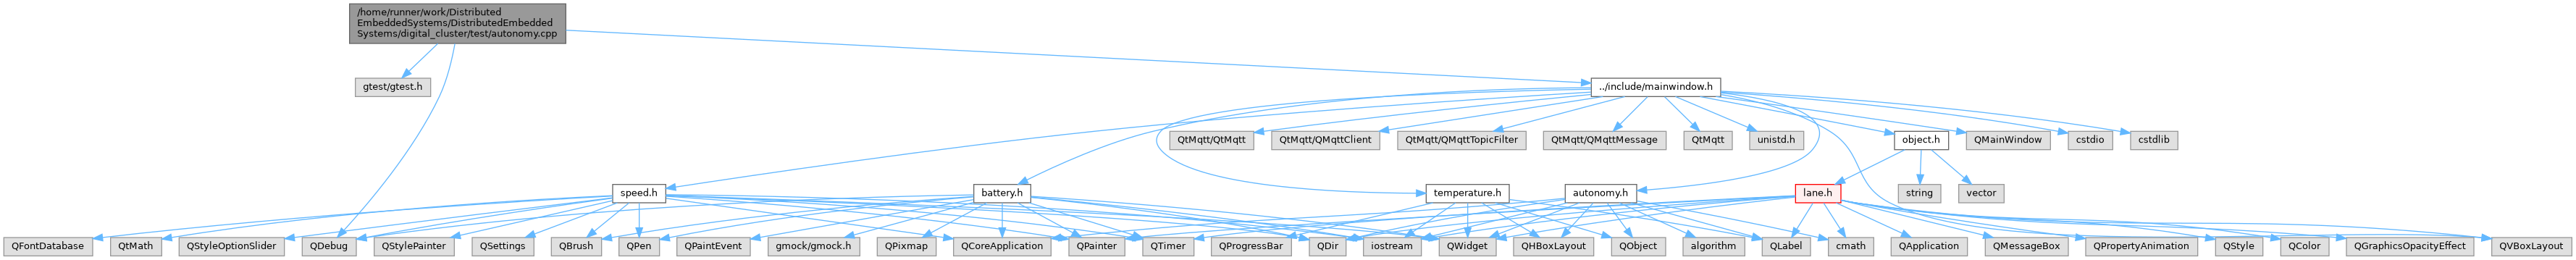 /home/runner/work/Distributed
EmbeddedSystems/DistributedEmbedded
Systems/digital_cluster/test/autonomy.cpp
gtest/gtest.h
../include/mainwindow.h
QtMqtt/QtMqtt
QtMqtt/QMqttClient
QtMqtt/QMqttTopicFilter
QtMqtt/QMqttMessage
QtMqtt
unistd.h
object.h
QMainWindow
cstdio
cstdlib
speed.h
battery.h
temperature.h
autonomy.h
lane.h
string
vector
QFontDatabase
QtMath
QStyleOptionSlider
QDebug
QStylePainter
QSettings
QBrush
QPen
QPaintEvent
gmock/gmock.h
QPixmap
QCoreApplication
QPainter
QTimer
QProgressBar
QDir
iostream
QWidget
QHBoxLayout
QObject
algorithm
QLabel
cmath
QApplication
QMessageBox
QPropertyAnimation
QStyle
QColor
QGraphicsOpacityEffect
QVBoxLayout